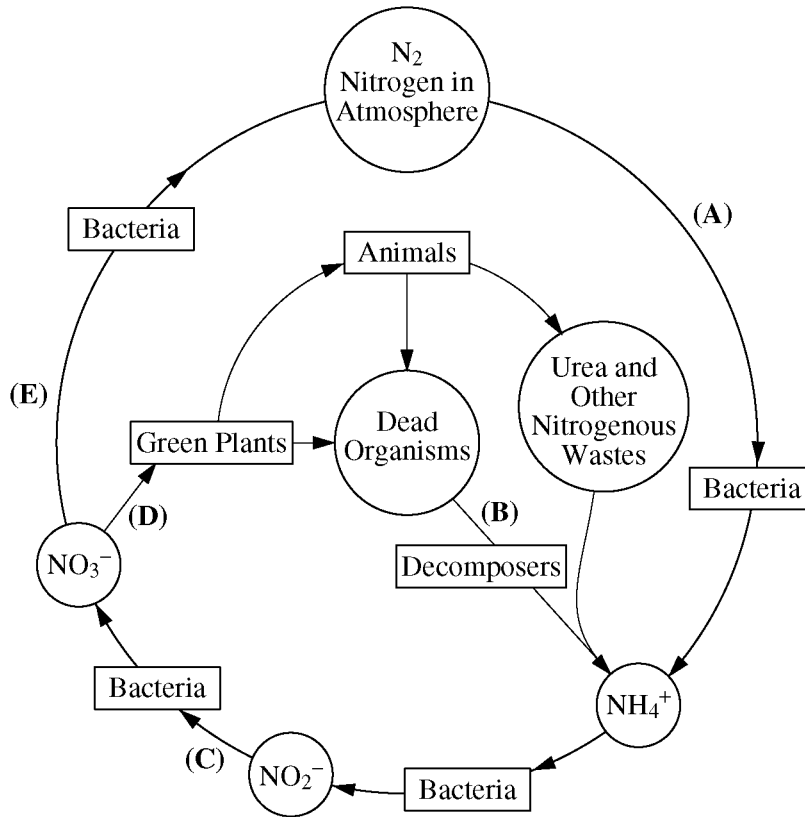 N₂
Nitrogen in
Atmosphere
(A)
Bacteria
Animals
Urea and
Other
Nitrogenous
Wastes
(E)
Dead
Organisms
Green Plants
Bacteria
(B)
(D)
NO₃⁻
Decomposers
Bacteria
NH₄⁺
(C)
NO₂⁻
Bacteria